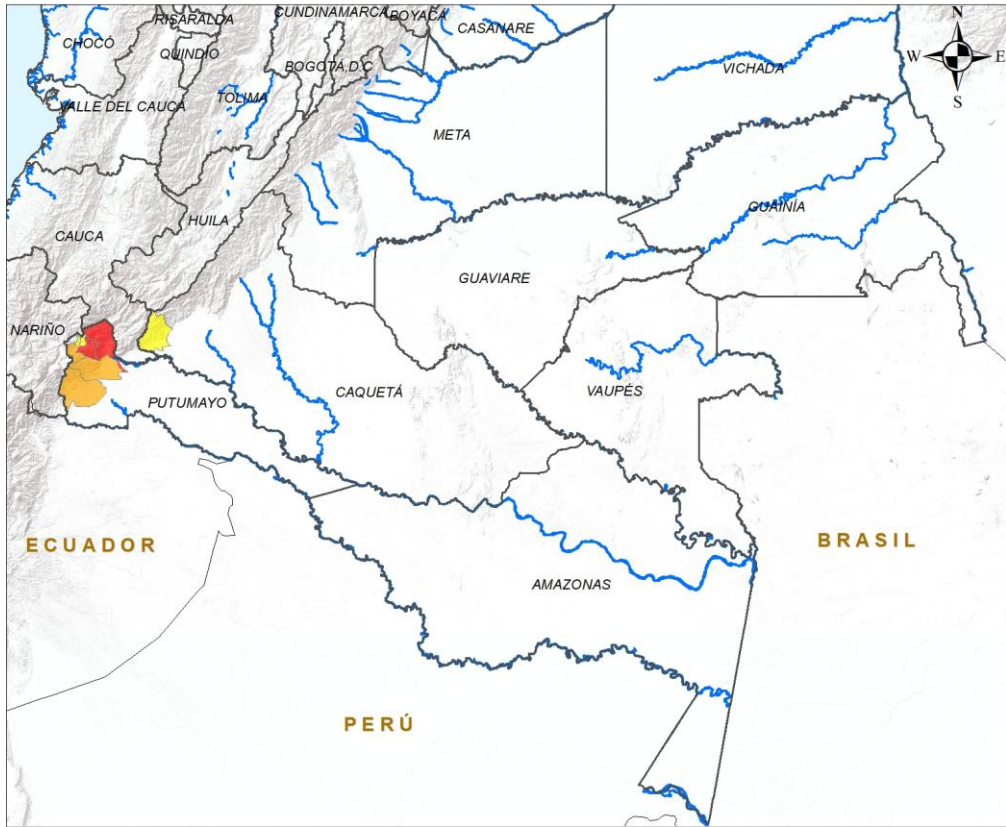 CUNDINAMARCA
BOYACÁ
RISARALDA
CASANARE
N
CHOCÓ
QUINDÍO
BOGOTÁ D.C
VICHADA
W
E
TOLIMA
S
VALLE DEL CAUCA
META
GUAINÍA
HUILA
CAUCA
GUAVIARE
NARIÑO
CAQUETÁ
VAUPÉS
PUTUMAYO
ECUADOR
BRASIL
AMAZONAS
PERÚ